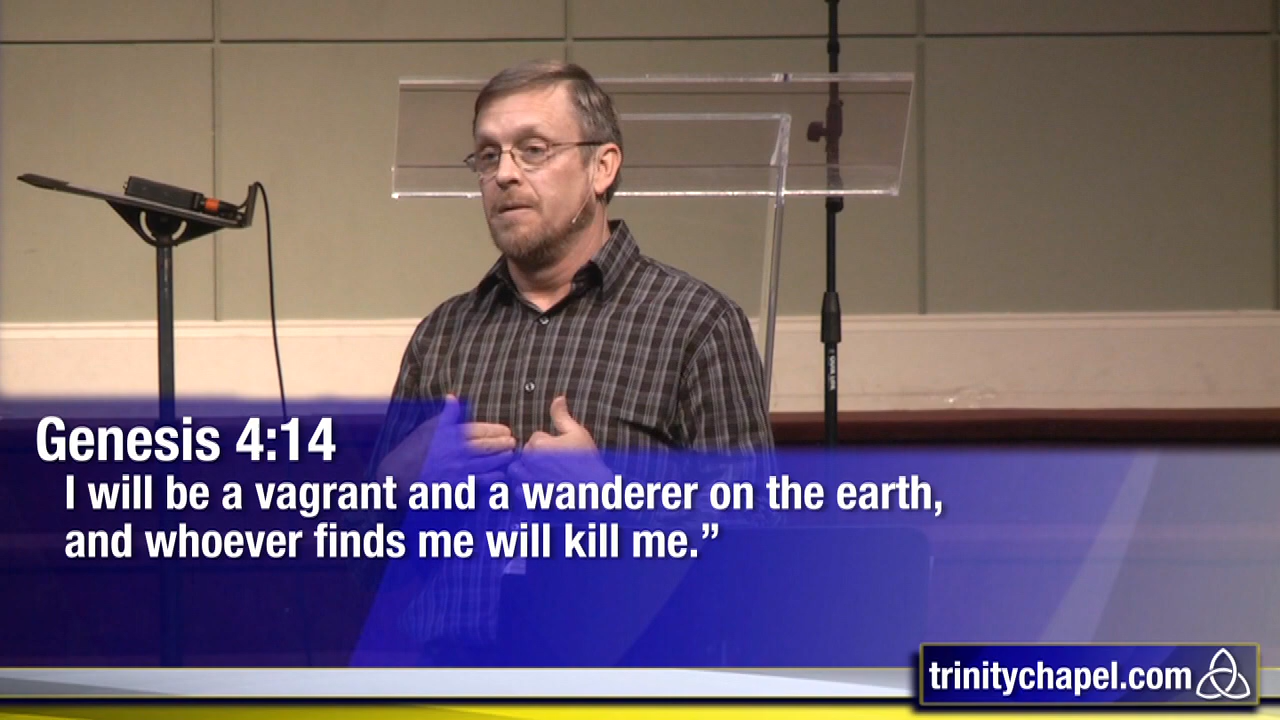 Genesis 4:14
I will be a vagrant and a wanderer on the earth,
and whoever finds me will kill me.”
trinitychapel.com